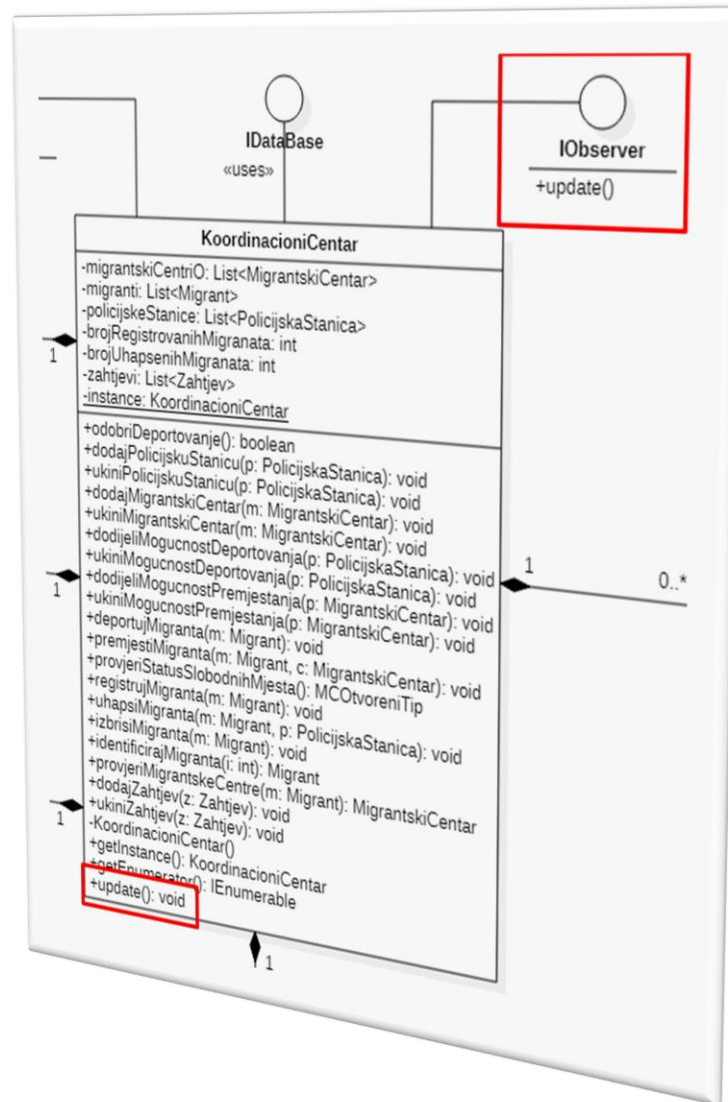 IDataBase
«uses»
IObserver
+update()
KoordinacioniCentar
-migrantskiCentriO: List<MigrantskiCentar>
-migranti: List<Migrant>
-policijskeStanice: List<PolicijskaStanica>
-brojRegistrovanihMigranata: int
-brojUhapsenihMigranata: int
-zahtjevi: List<Zahtjev>
-instance: KoordinacioniCentar
+odobriDeportovanje(): boolean
+dodajPolicijskuStanicu(p: PolicijskaStanica): void
+ukiniPolicijskuStanicu(p: PolicijskaStanica): void
+dodajMigrantskiCentar(m: MigrantskiCentar): void
+ukiniMigrantskiCentar(m: MigrantskiCentar): void
+dodijeliMogucnostDeportovanja(p: PolicijskaStanica): void
+ukiniMogucnostDeportovanja(p: PolicijskaStanica): void
+dodijeliMogucnostPremjestanja(p: MigrantskiCentar): void
+ukiniMogucnostPremjestanja(p: MigrantskiCentar): void
+deportujMigranta(m: Migrant): void
+premjestiMigranta(m: Migrant, c: MigrantskiCentar): void
+provjeriStatusSlobodnihMjesta(): MCOtvoreniTip
+registrujMigranta(m: Migrant): void
+uhapsiMigranta(m: Migrant, p: PolicijskaStanica): void
+izbrisiMigranta(m: Migrant): void
+identificirajMigranta(i: int): Migrant
+provjeriMigrantskeCentre(m: Migrant): MigrantskiCentar
+dodajZahtjev(z: Zahtjev): void
+ukiniZahtjev(z: Zahtjev): void
-KoordinacioniCentar()
+getInstance(): KoordinacioniCentar
+getEnumerator(): IEnumerable
+update(): void
1
1
1
1
0..*
1